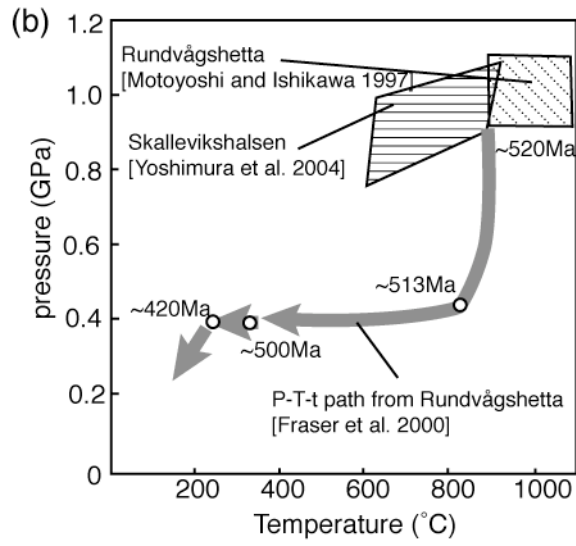 (b)
1.2
Rundvågshetta
[Motoyoshi and Ishikawa 1997]
1.0
Skallevikshalsen
[Yoshimura et al. 2004]
~520Ma
0.8
pressure (GPa)
0.6
~513Ma
~420Ma
0.4
~500Ma
0.2
P-T-t path from Rundvågshetta
[Fraser et al. 2000]
0
200 400 600 800 1000
Temperature (°C)